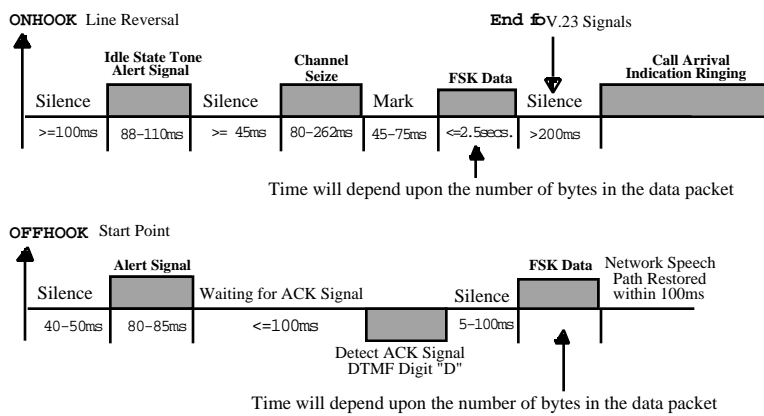 ONHOOK Line Reversal
End fo V.23 Signals
Idle State Tone
Alert Signal
Channel
Seize
FSK Data
Call Arrival
Indication Ringing
Silence
Silence
Mark
Silence
>=100ms
88-110ms
>= 45ms
80-262ms
45-75ms
<=2.5secs.
>200ms
Time will depend upon the number of bytes in the data packet
OFFHOOK Start Point
Alert Signal
FSK Data
Network Speech
Path Restored
within 100ms
Silence
Waiting for ACK Signal
Silence
40-50ms
80-85ms
<=100ms
5-100ms
Detect ACK Signal
DTMF Digit "D"
Time will depend upon the number of bytes in the data packet